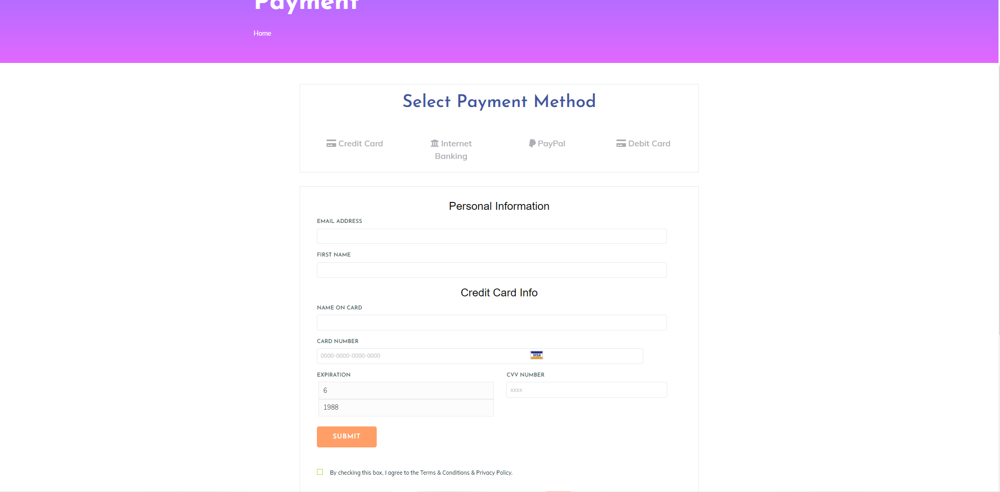 Payment
Home
Select Payment Method
Credit Card
Internet
Banking
PayPal
Debit Card
Personal Information
EMAIL ADDRESS
FIRST NAME
Credit Card Info
NAME ON CARD
CARD NUMBER
0000-0000-0000-0000
VISA
EXPIRATION
CVV NUMBER
6
xxxx
1988
SUBMIT
By checking this box, I agree to the Terms & Conditions & Privacy Policy.